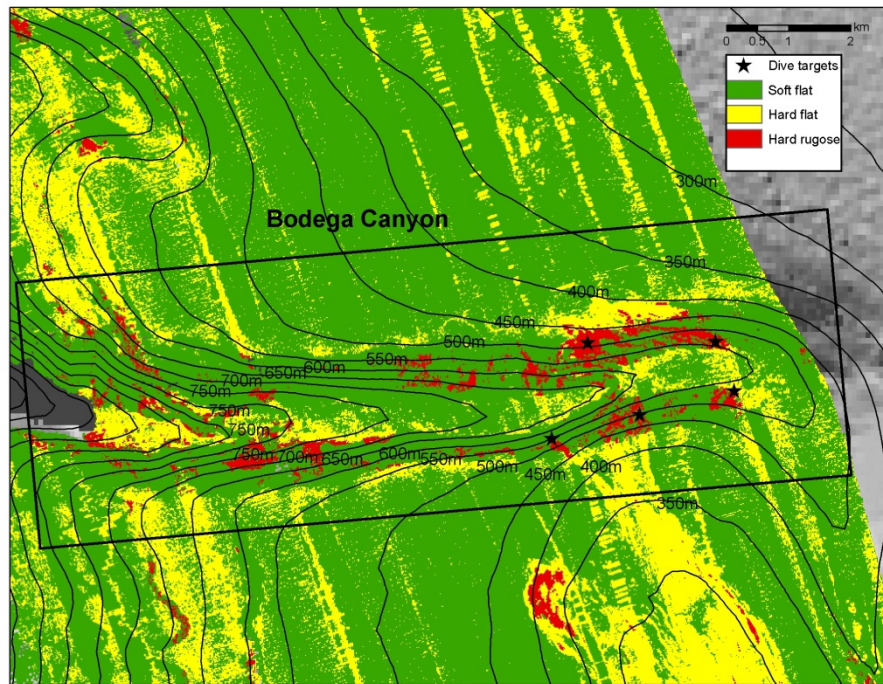 km
0 0.5 1 2
Dive targets
Soft flat
Hard flat
Hard rugose
300m
Bodega Canyon
350m
400m
450m
500m
550m
600m
650m
700m
750m
750m
750m
750m
700m
650m
600m
550m
500m
450m
400m
350m